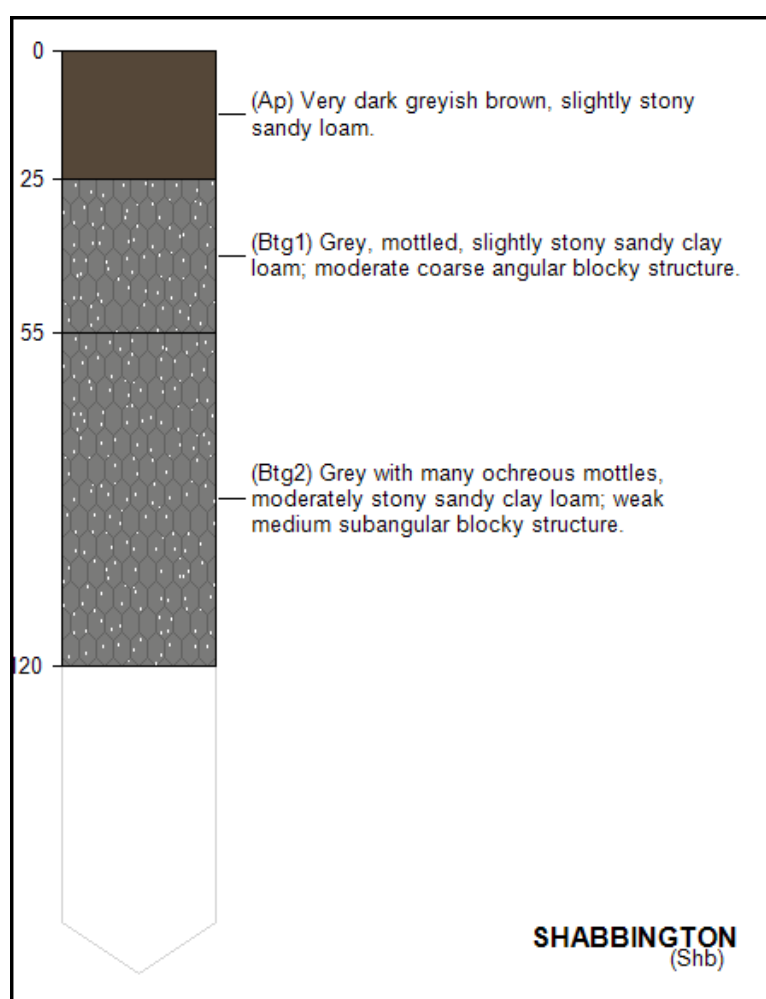 0
(Ap) Very dark greyish brown, slightly stony
sandy loam.
25
(Btg1) Grey, mottled, slightly stony sandy clay
loam; moderate coarse angular blocky structure.
55
(Btg2) Grey with many ochreous mottles,
moderately stony sandy clay loam; weak
medium subangular blocky structure.
120
SHABBINGTON
(Shb)